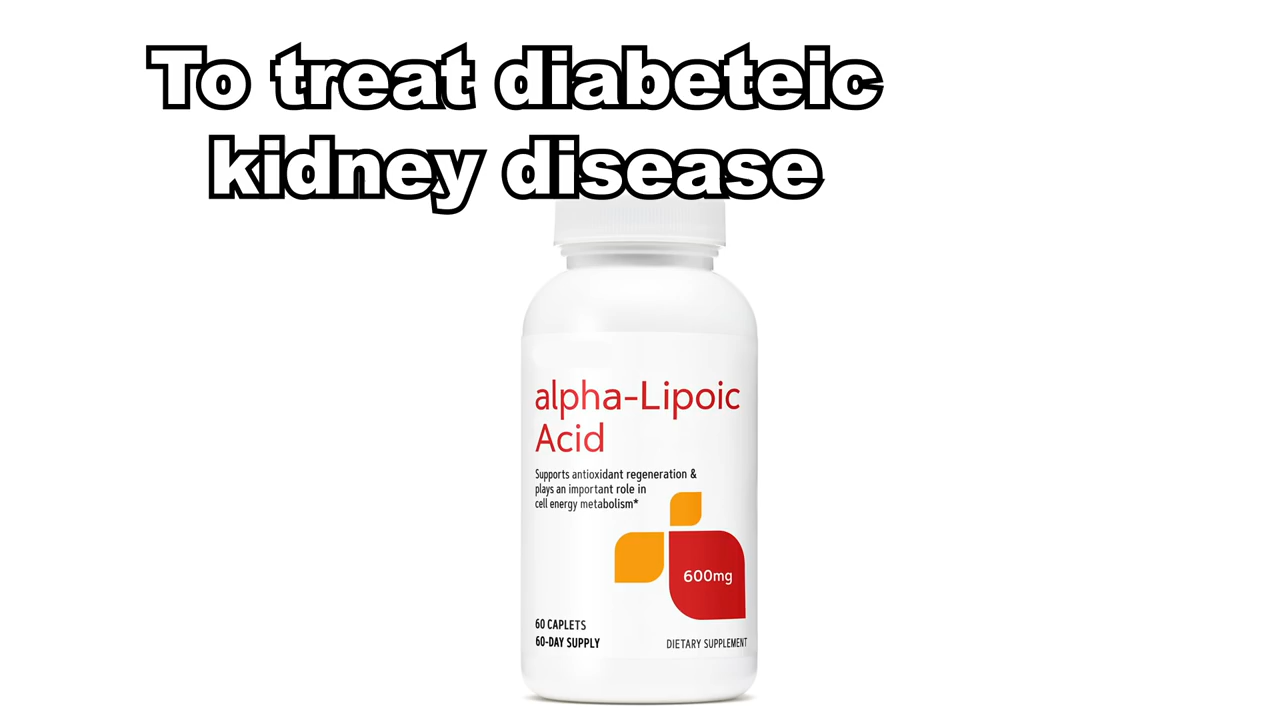 To treat diabeteic
kidney disease
alpha-Lipoic
Acid
Supports antioxidant regeneration &
plays an important role in
cell energy metabolism*
600mg
60 CAPLETS
60-DAY SUPPLY
DIETARY SUPPLEMENT